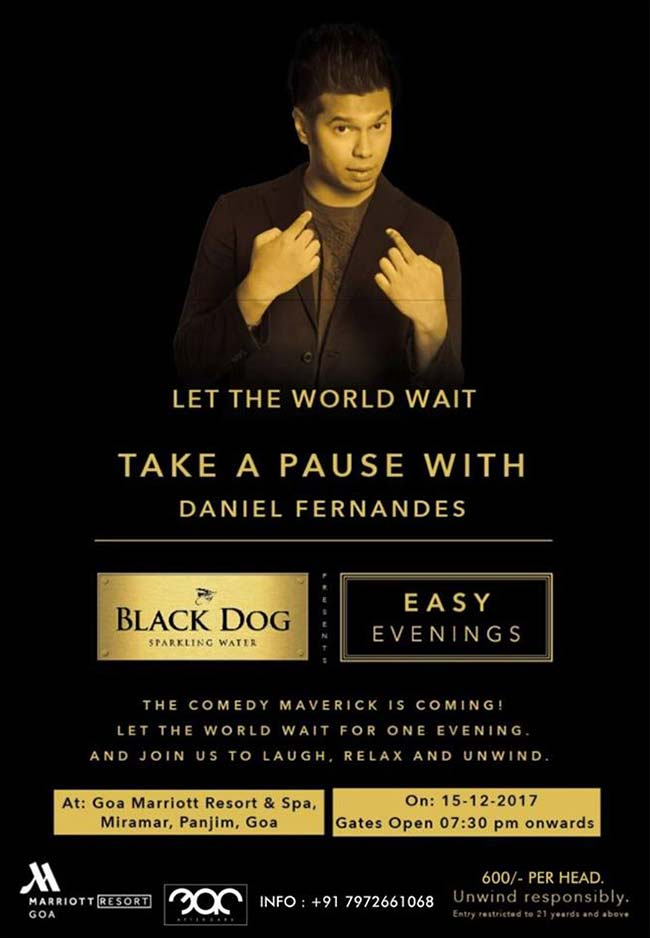 LET THE WORLD WAIT
TAKE A PAUSE WITH
DANIEL FERNANDES
BLACK DOG
SPARKLING WATER
PRESENTS
EASY
EVENINGS
THE COMEDY MAVERICK IS COMING!
LET THE WORLD WAIT FOR ONE EVENING.
AND JOIN US TO LAUGH, RELAX AND UNWIND.
At: Goa Marriott Resort & Spa,
Miramar, Panjim, Goa
On: 15-12-2017
Gates Open 07:30 pm onwards
MARRIOTT RESORT
GOA
INFO : +91 7972661068
600/- PER HEAD.
Unwind responsibly.
Entry restricted to 21 yeards and above